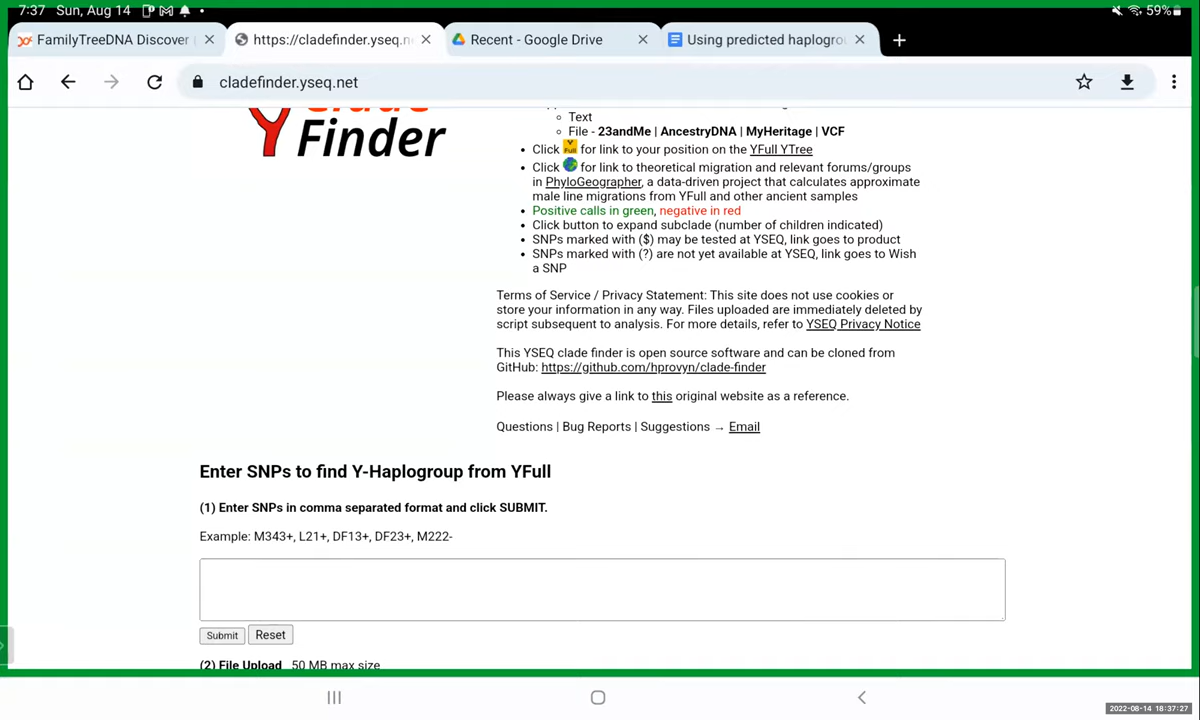 7:37 Sun, Aug 14 • 59%
FamilyTreeDNA Discover
https://cladefinder.yseq.n
Recent - Google Drive
Using predicted haplogro
cladefinder.yseq.net
Y Finder
Text
File - 23andMe | AncestryDNA | MyHeritage | VCF
Click for link to your position on the YFull YTree
Click for link to theoretical migration and relevant forums/groups
in PhyloGeographer, a data-driven project that calculates approximate
male line migrations from YFull and other ancient samples
Positive calls in green, negative in red
Click button to expand subclade (number of children indicated)
SNPs marked with ($) may be tested at YSEQ, link goes to product
SNPs marked with (?) are not yet available at YSEQ, link goes to Wish
a SNP
Terms of Service / Privacy Statement: This site does not use cookies or
store your information in any way. Files uploaded are immediately deleted by
script subsequent to analysis. For more details, refer to YSEQ Privacy Notice
This YSEQ clade finder is open source software and can be cloned from
GitHub: https://github.com/hprovyn/clade-finder
Please always give a link to this original website as a reference.
Questions | Bug Reports | Suggestions → Email
Enter SNPs to find Y-Haplogroup from YFull
(1) Enter SNPs in comma separated format and click SUBMIT.
Example: M343+, L21+, DF13+, DF23+, M222-
Submit Reset
(2) File Upload 50 MB max size
2022-08-14 18:37:27